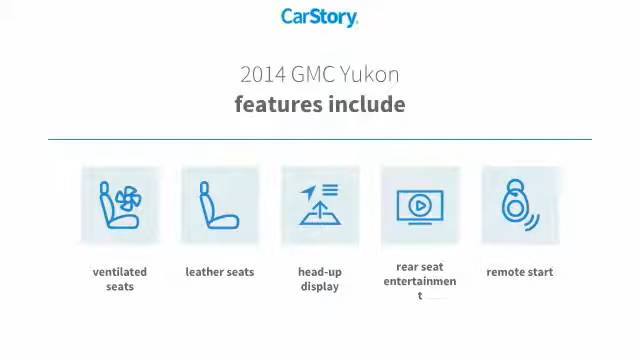 CarStory.
2014 GMC Yukon
features include
ventilated
seats
leather seats
head-up
display
rear seat
entertainmen
t
remote start